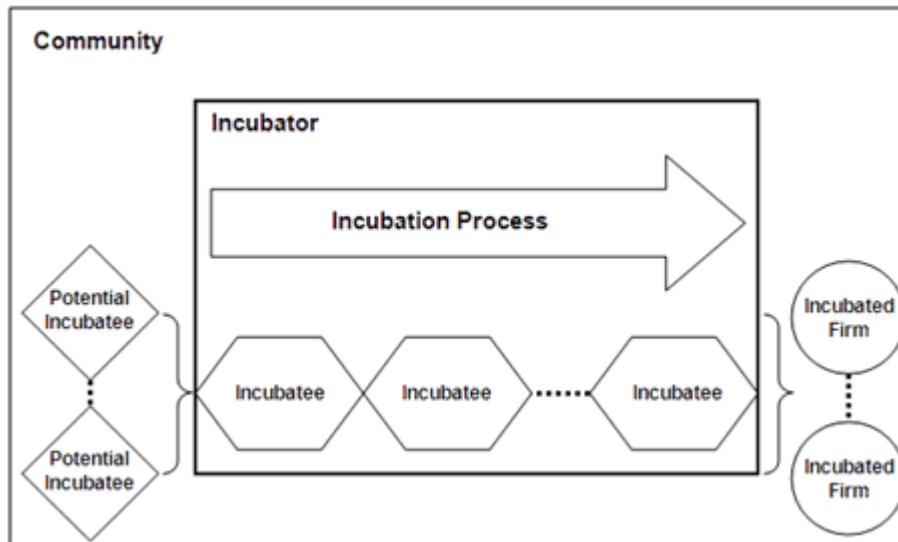 Community
Incubator
Incubation Process
Potential
Incubatee
Incubated
Firm
Incubatee
Incubatee
Incubatee
Potential
Incubatee
Incubated
Firm